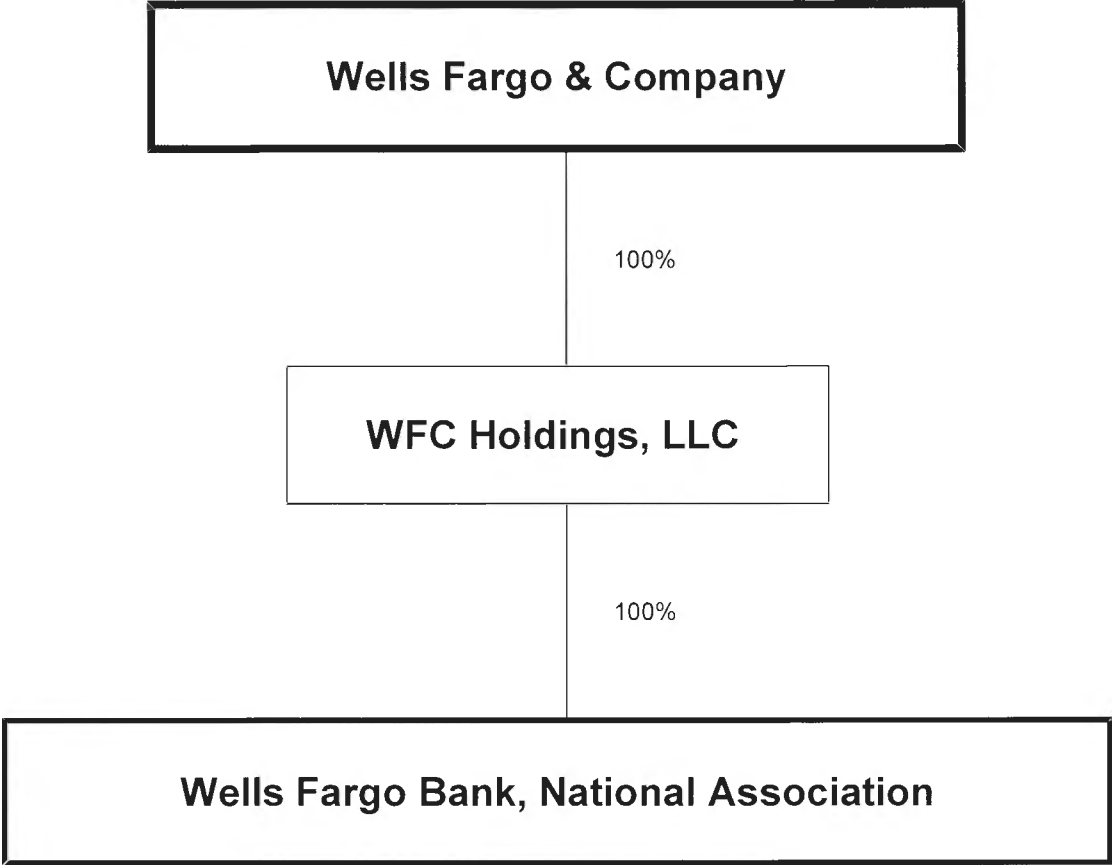 Wells Fargo & Company
100%
WFC Holdings, LLC
100%
Wells Fargo Bank, National Association